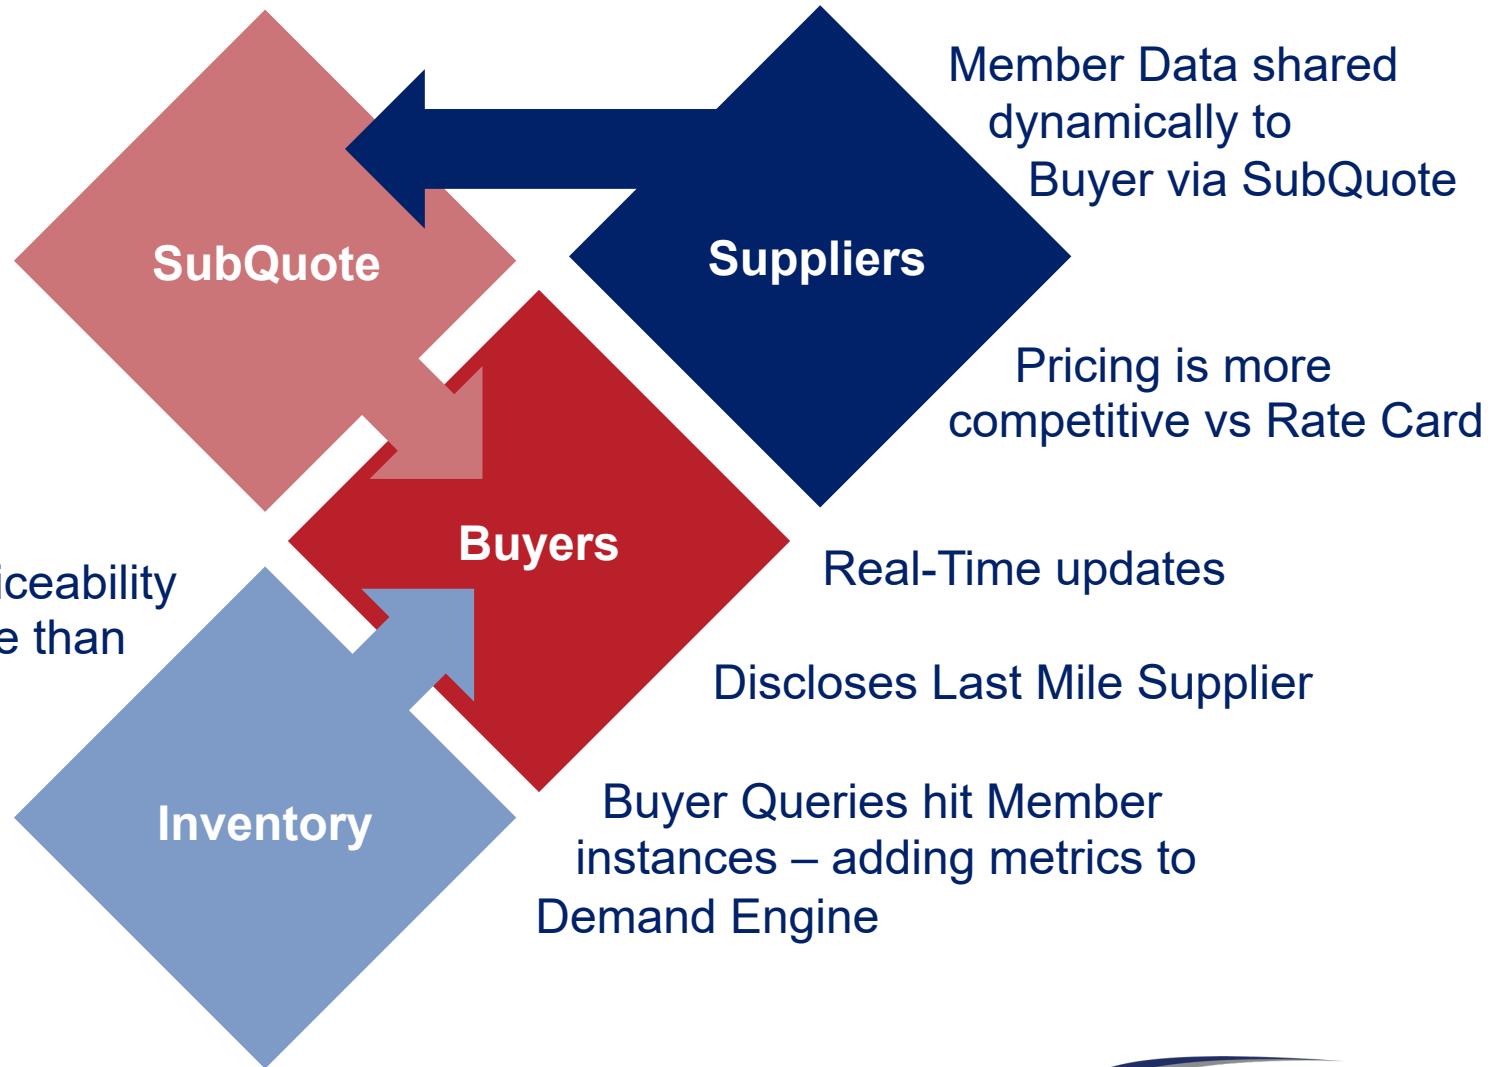 Member Data shared
dynamically to
Buyer via SubQuote
SubQuote
Suppliers
Pricing is more
competitive vs Rate Card
Buyers
Real-Time updates
than
Discloses Last Mile Supplier
Inventory
Buyer Queries hit Member
instances – adding metrics to
Demand Engine